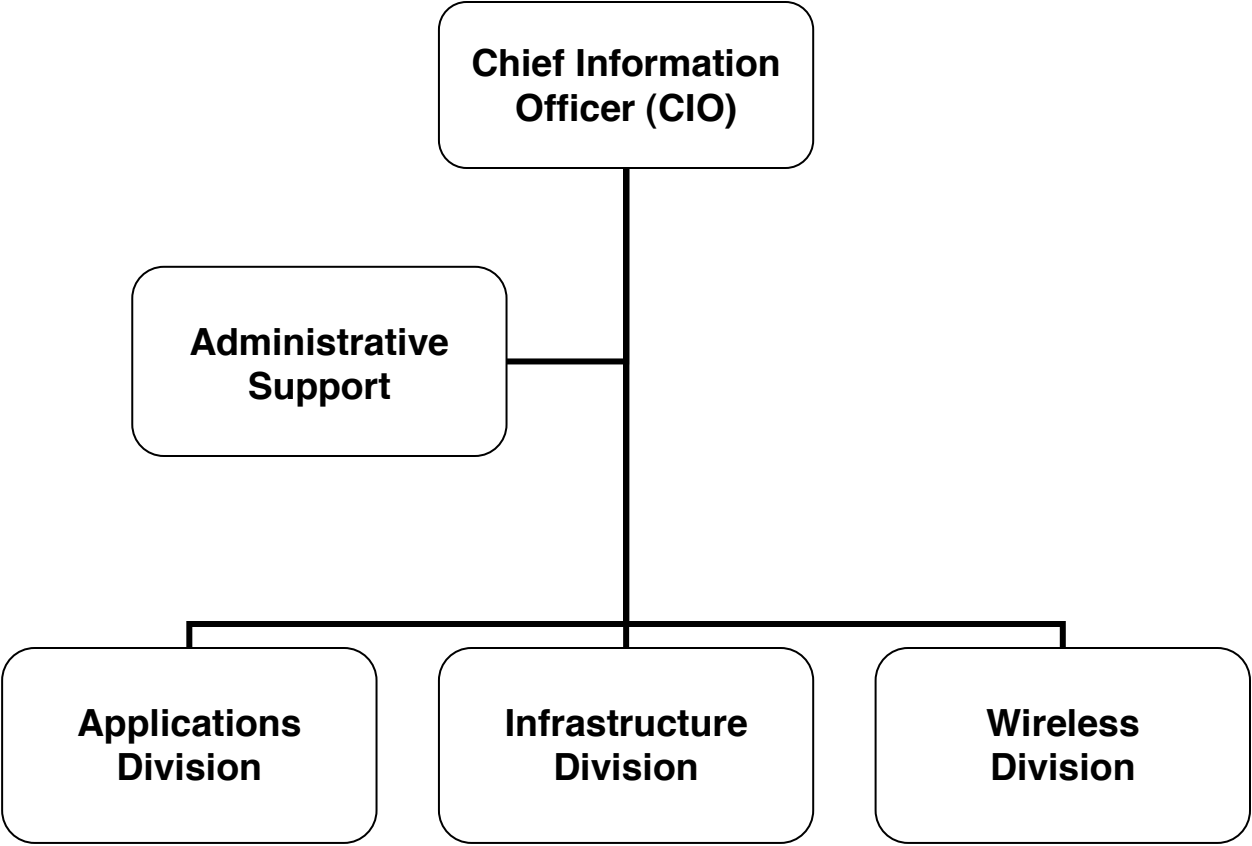 Chief Information
Officer (CIO)
Administrative
Support
Applications
Division
Infrastructure
Division
Wireless
Division